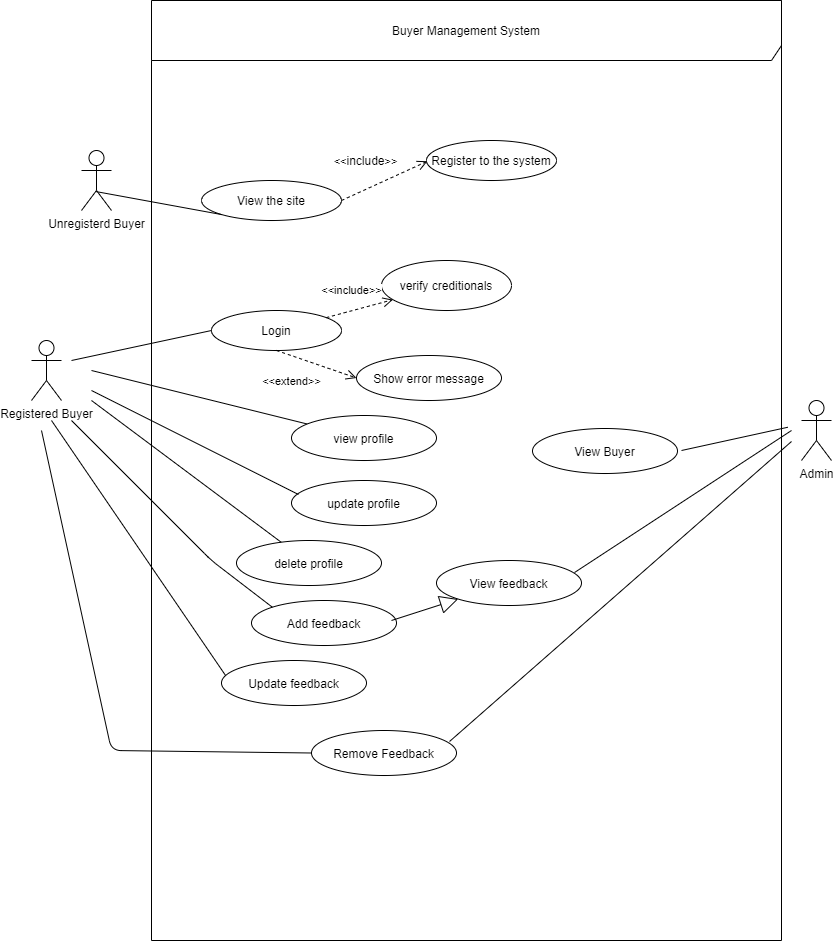 Buyer Management System
<<include>>
Register to the system
View the site
Unregisterd Buyer
verify creditionals
<<include>>
Login
Show error message
<<extend>>
Registered Buyer
view profile
View Buyer
Admin
update profile
delete profile
View feedback
Add feedback
Update feedback
Remove Feedback